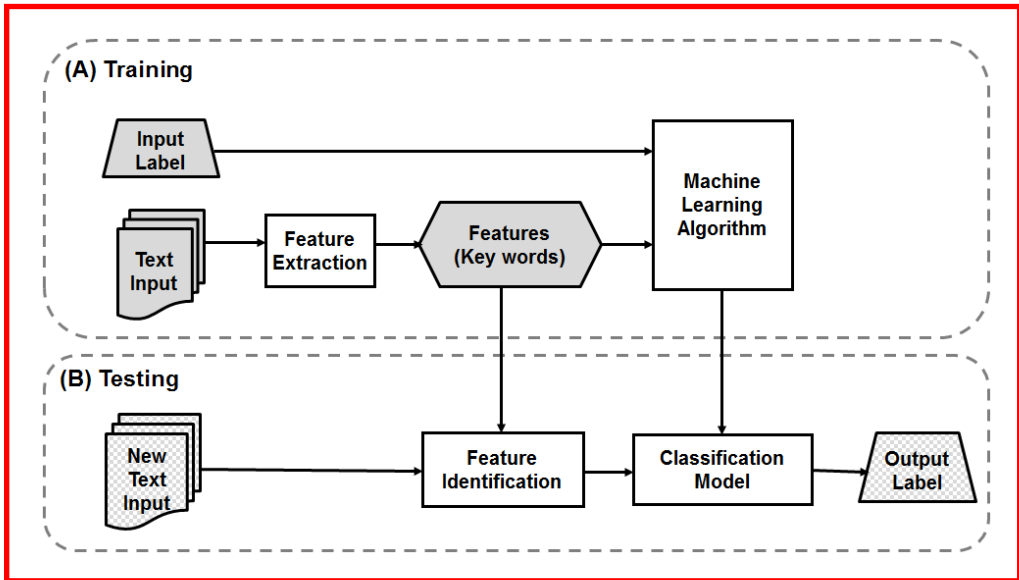 (A) Training
Input
Label
Machine
Learning
Algorithm
Text
Input
Feature
Extraction
Features
(Key words)
(B) Testing
New
Text
Input
Feature
Identification
Classification
Model
Output
Label